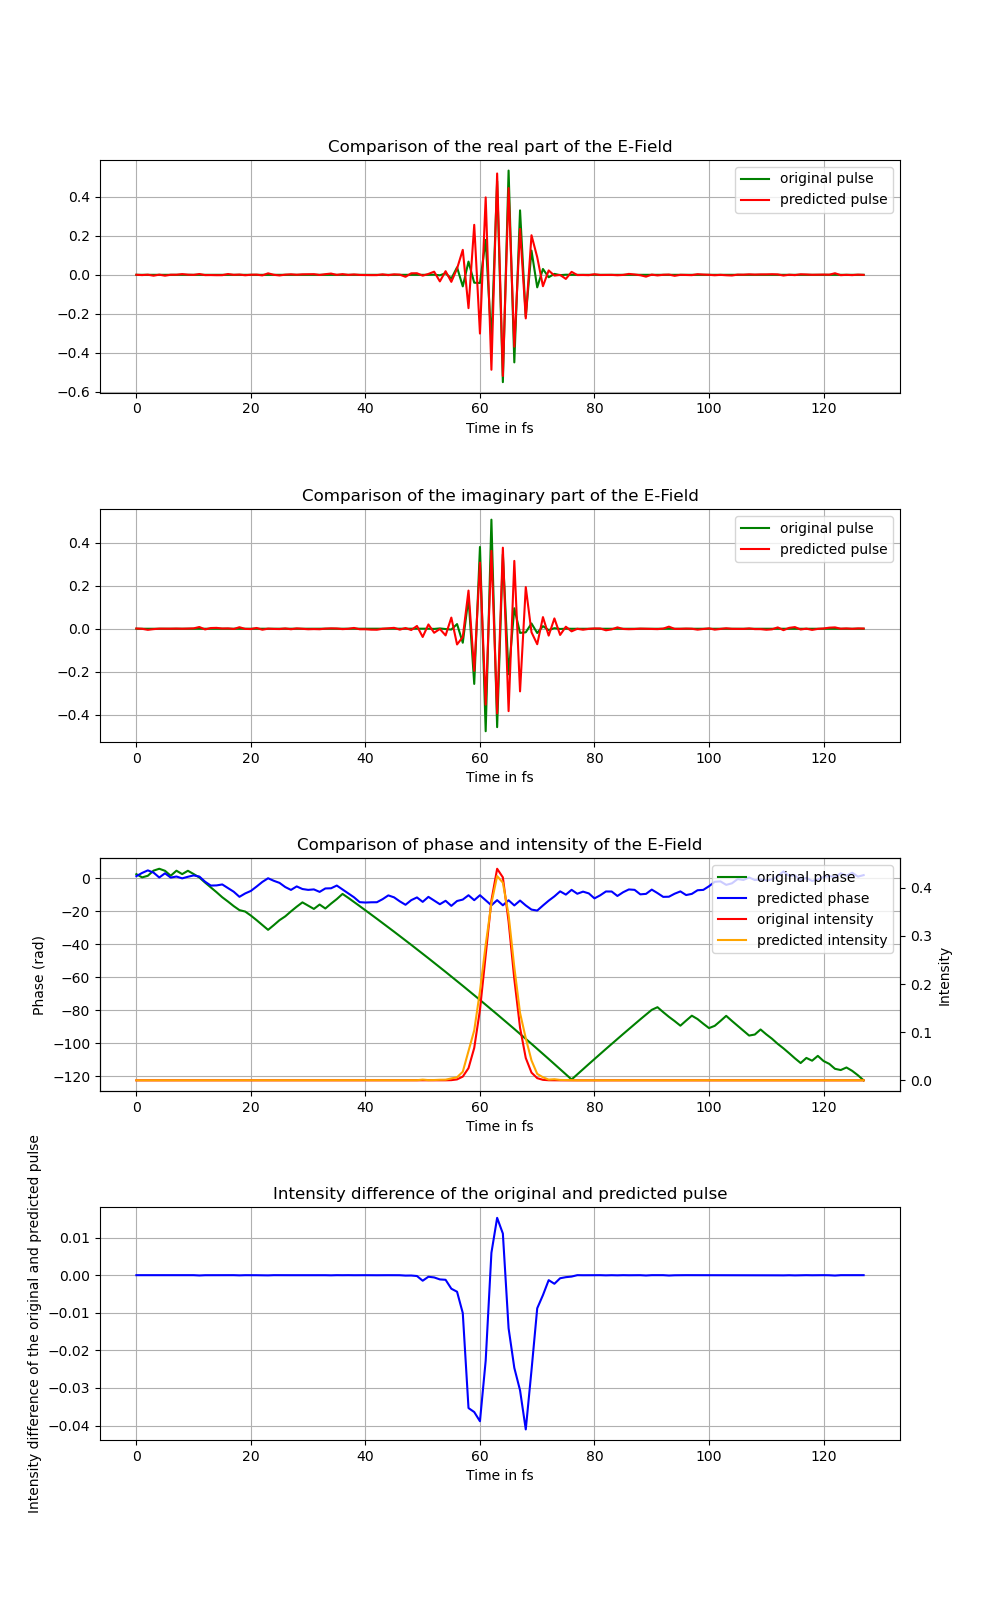 Comparison of the real part of the E-Field
original pulse
predicted pulse
0.4
0.2
0.0
−0.2
−0.4
−0.6
0 20 40 60 80 100 120
Time in fs
Comparison of the imaginary part of the E-Field
original pulse
predicted pulse
0.4
0.2
0.0
−0.2
−0.4
0 20 40 60 80 100 120
Time in fs
Comparison of phase and intensity of the E-Field
original phase
predicted phase
original intensity
predicted intensity
Phase (rad)
0
−20
−40
−60
−80
−100
−120
0.4
0.3
0.2
0.1
0.0
Intensity
0 20 40 60 80 100 120
Time in fs
Intensity difference of the original and predicted pulse
Intensity difference of the original and predicted pulse
0.01
0.00
−0.01
−0.02
−0.03
−0.04
0 20 40 60 80 100 120
Time in fs